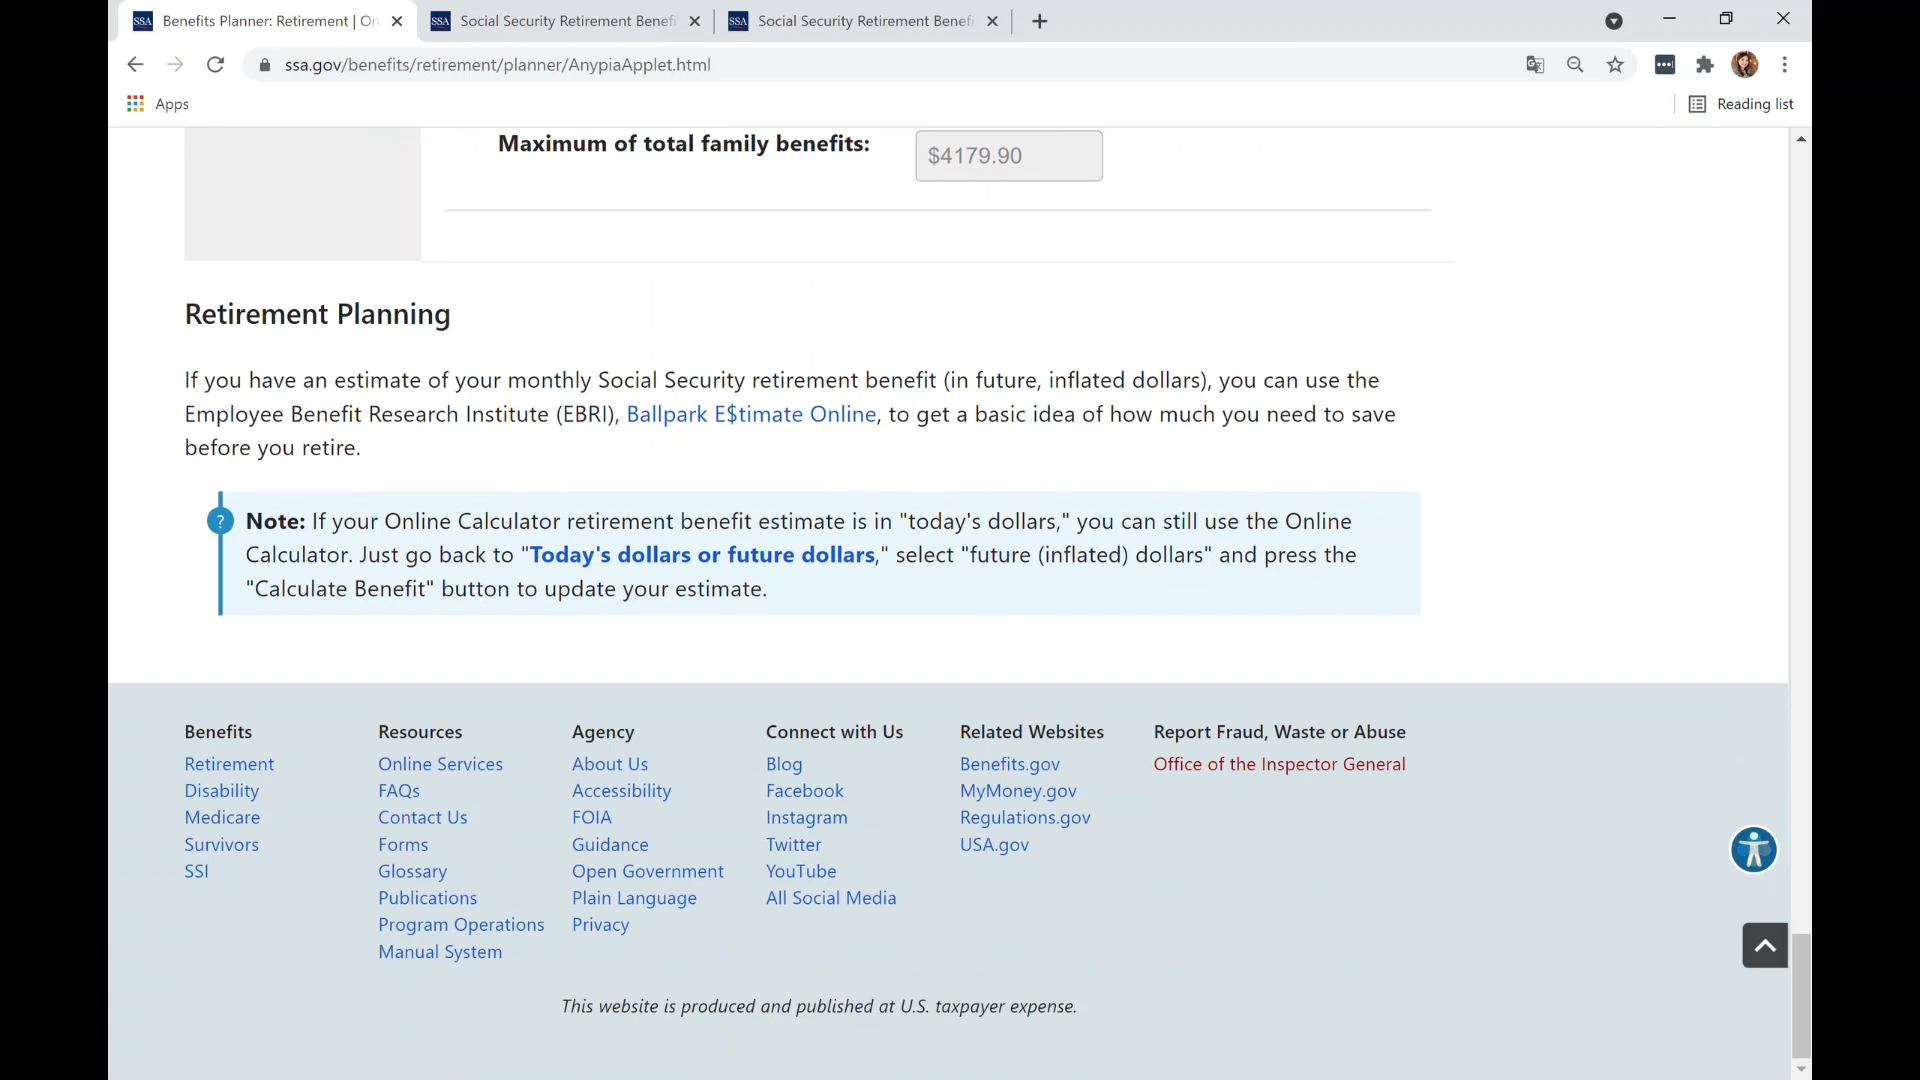 SSA Benefits Planner: Retirement | On
SSA Social Security Retirement Benef
SSA Social Security Retirement Benef
ssa.gov/benefits/retirement/planner/AnypiaApplet.html
Apps
Reading list
Maximum of total family benefits: $4179.90
Retirement Planning
If you have an estimate of your monthly Social Security retirement benefit (in future, inflated dollars), you can use the
Employee Benefit Research Institute (EBRI), Ballpark E$timate Online, to get a basic idea of how much you need to save
before you retire.
? Note: If your Online Calculator retirement benefit estimate is in "today's dollars," you can still use the Online
Calculator. Just go back to "Today's dollars or future dollars," select "future (inflated) dollars" and press the
"Calculate Benefit" button to update your estimate.
Benefits
Retirement
Disability
Medicare
Survivors
SSI
Resources
Online Services
FAQs
Contact Us
Forms
Glossary
Publications
Program Operations
Manual System
Agency
About Us
Accessibility
FOIA
Guidance
Open Government
Plain Language
Privacy
Connect with Us
Blog
Facebook
Instagram
Twitter
YouTube
All Social Media
Related Websites
Benefits.gov
MyMoney.gov
Regulations.gov
USA.gov
Report Fraud, Waste or Abuse
Office of the Inspector General
This website is produced and published at U.S. taxpayer expense.